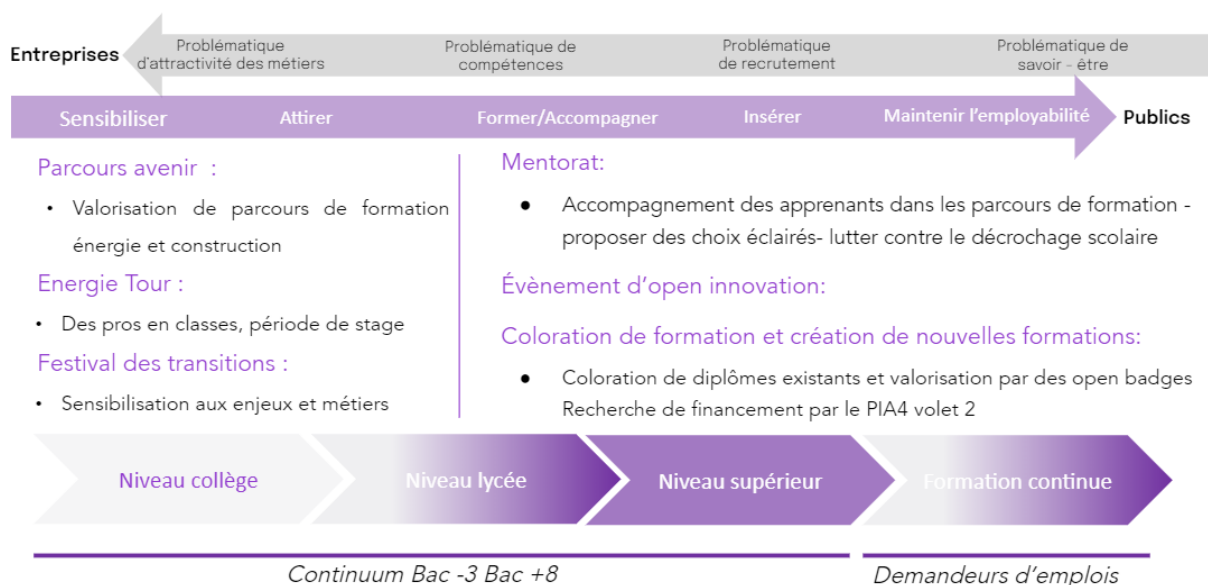 Entreprises
Problématique
d'attractivité des métiers
Problématique de
compétences
Problématique
de recrutement
Problématique de
savoir - être
Sensibiliser
Attirer
Former/Accompagner
Insérer
Maintenir l'employabilité
Publics
Parcours avenir :
• Valorisation de parcours de formation
énergie et construction
Energie Tour :
• Des pros en classes, période de stage
Festival des transitions :
• Sensibilisation aux enjeux et métiers
Mentorat:
● Accompagnement des apprenants dans les parcours de formation -
proposer des choix éclairés- lutter contre le décrochage scolaire
Évènement d'open innovation:
Coloration de formation et création de nouvelles formations:
● Coloration de diplômes existants et valorisation par des open badges
Recherche de financement par le PIA4 volet 2
Niveau collège
Niveau lycée
Niveau supérieur
Formation continue
Continuum Bac -3 Bac +8
Demandeurs d'emplois